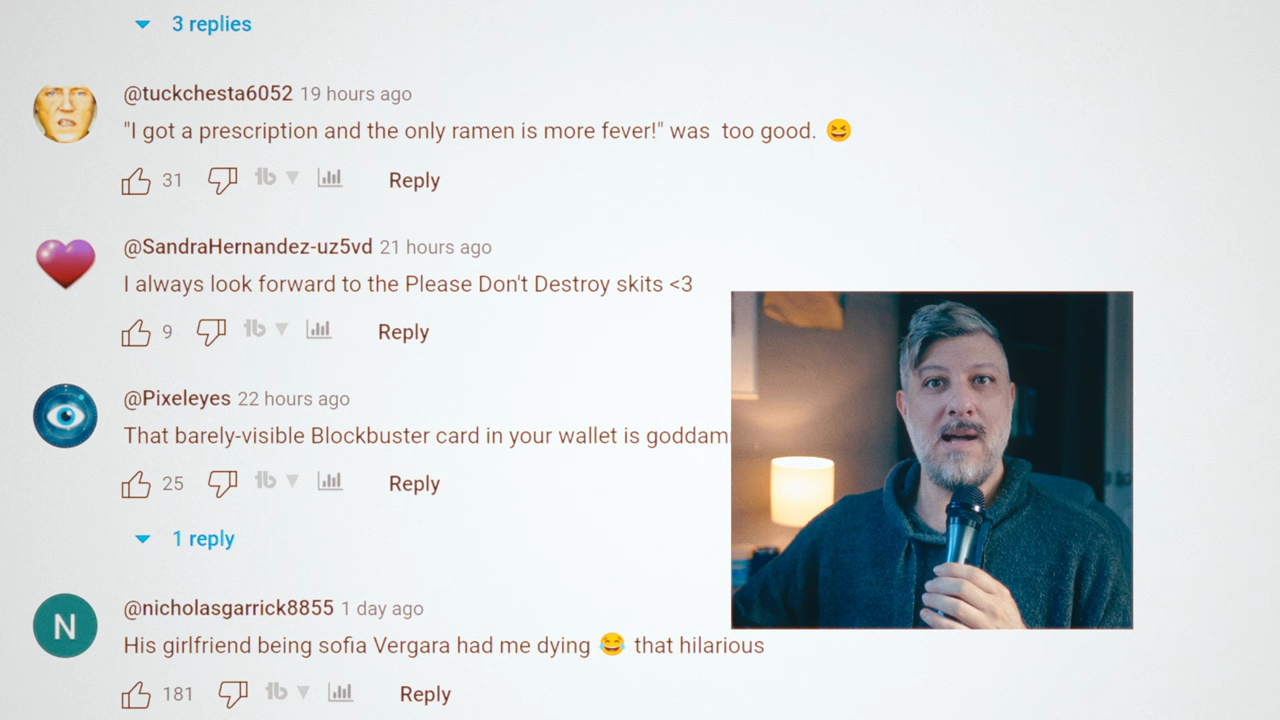 3 replies
@tuckchesta6052 19 hours ago
"I got a prescription and the only ramen is more fever!" was too good. 😆
31 Reply
@SandraHernandez-uz5vd 21 hours ago
I always look forward to the Please Don't Destroy skits <3
9 Reply
@Pixeleyes 22 hours ago
That barely-visible Blockbuster card in your wallet is goddam
25 Reply
1 reply
N
@nicholasgarrick8855 1 day ago
His girlfriend being sofia Vergara had me dying 😂 that hilarious
181 Reply